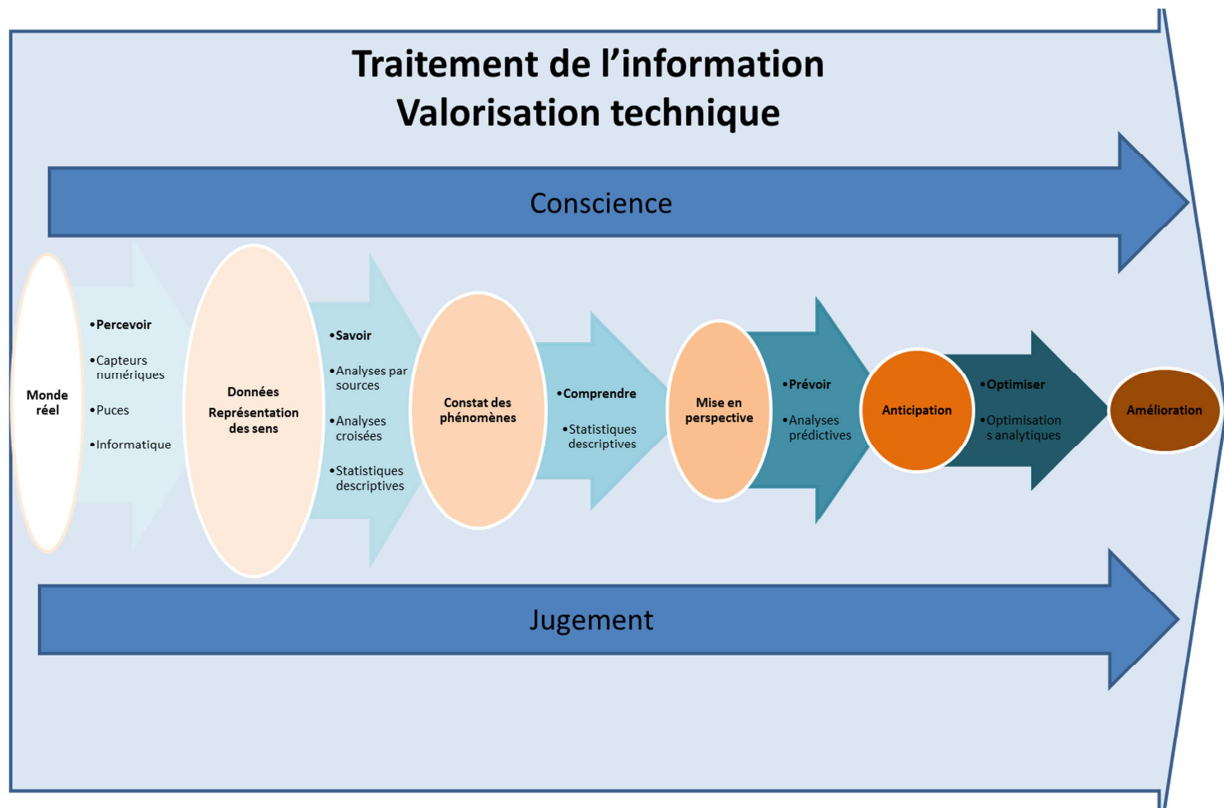 Traitement de l’information
Valorisation technique
Conscience
Monde
réel
•Percevoir
•Capteurs
numériques
•Puces
•Informatique
Données
Représentation
des sens
•Savoir
•Analyses par
sources
•Analyses
croisées
•Statistiques
descriptives
Constat des
phénomènes
•Comprendre
•Statistiques
descriptives
Mise en
perspective
•Prévoir
•Analyses
prédictives
Anticipation
•Optimiser
•Optimisation
s analytiques
Amélioration
Jugement